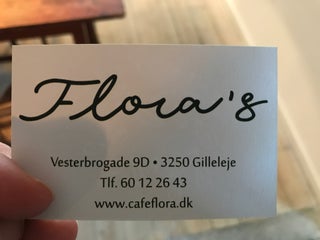 Flora's
Vesterbrogade 9D • 3250 Gilleleje
Tlf. 60 12 26 43
www.cafeflora.dk